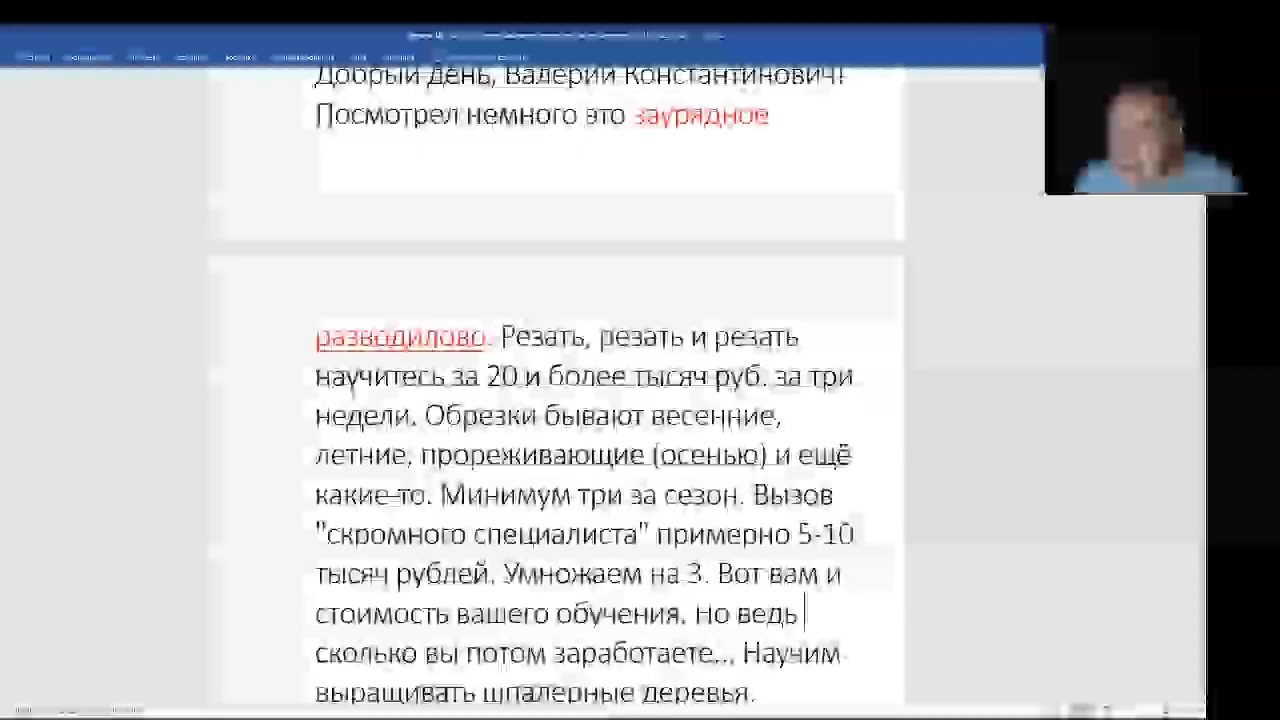 Добрый день, Валерий Константинович!
Посмотрел немного это заурядное
разводилово. Резать, резать и резать
научитесь за 20 и более тысяч руб. за три
недели. Обрезки бывают весенние,
летние, прореживающие (осенью) и ещё
какие-то. Минимум три за сезон. Вызов
"скромного специалиста" примерно 5-10
тысяч рублей. Умножаем на 3. Вот вам и
стоимость вашего обучения. Но ведь
сколько вы потом заработаете... Научим
выращивать шпалерные деревья.